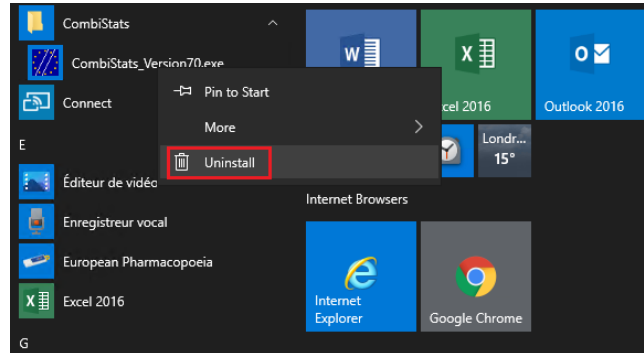 CombiStats
CombiStats_Version70.exe
Connect
E
Éditeur de vidéo
Enregistreur vocal
European Pharmacopoeia
Excel 2016
G
Pin to Start
More
Uninstall
cel 2016
Outlook 2016
Londr...
15°
Internet Browsers
Internet
Explorer
Google Chrome